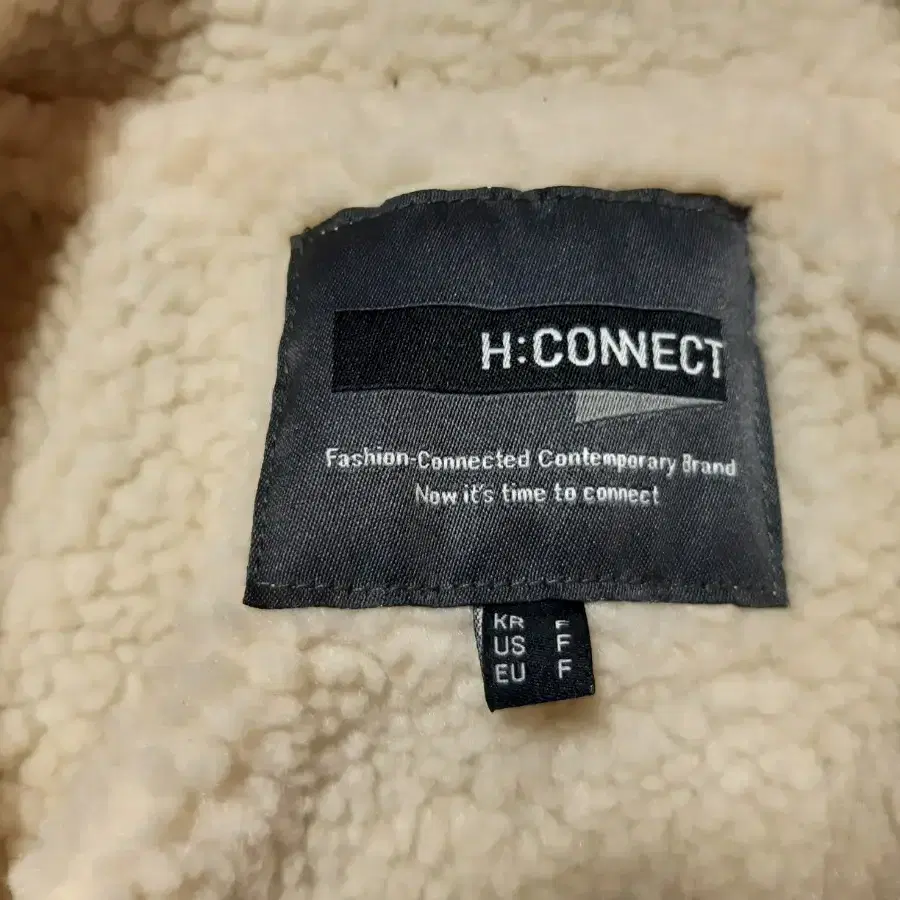 H:CONNECT
Fashion-Connected Contemporary Brand
Now it's time to connect
KR F
US F
EU F